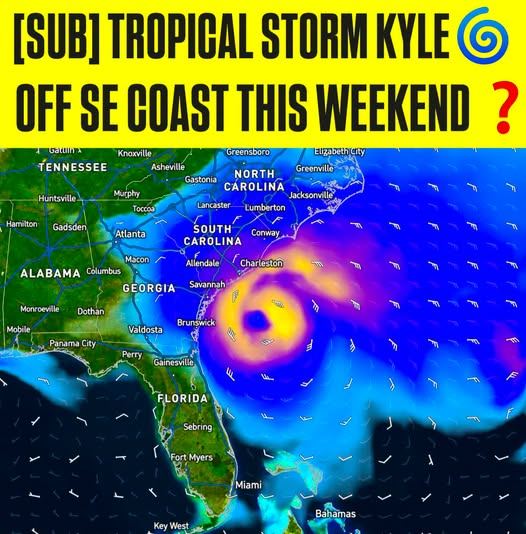 [SUB] TROPICAL STORM KYLE🌀
OFF SE COAST THIS WEEKEND ❓
Gatlin
Knoxville
Greensboro
Elizabeth City
TENNESSEE
Asheville
Greenville
NORTH
CAROLINA
Gastonia
Huntsville
Murphy
Jacksonville
Toccoa
Lancaster
Lumberton
Hamilton
Gadsden
Atlanta
SOUTH
CAROLINA
Conway
Macon
Allendale
Charleston
ALABAMA
Columbus
GEORGIA
Savannah
Monroeville
Dothan
Mobile
Valdosta
Brunswick
Panama City
Perry
Gainesville
FLORIDA
Sebring
Fort Myers
Miami
Bahamas
Key West